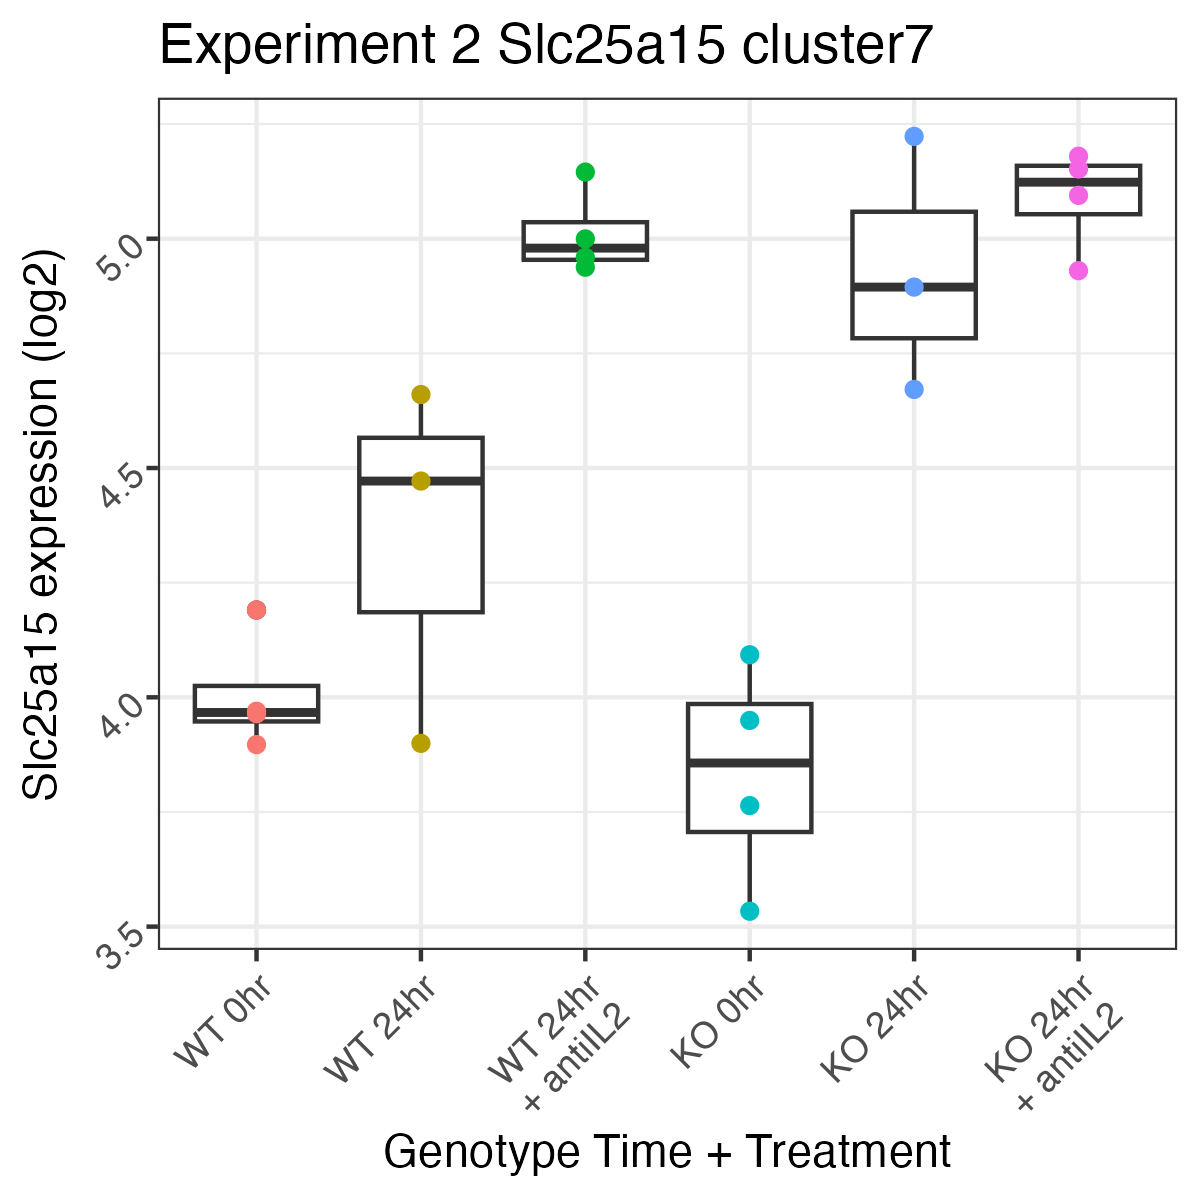 Experiment 2 Slc25a15 cluster7
Slc25a15 expression (log2)
5.0
4.5
4.0
3.5
WT 0hr
WT 24hr
WT 24hr
+ antiIL2
KO 0hr
KO 24hr
KO 24hr
+ antiIL2
Genotype Time + Treatment